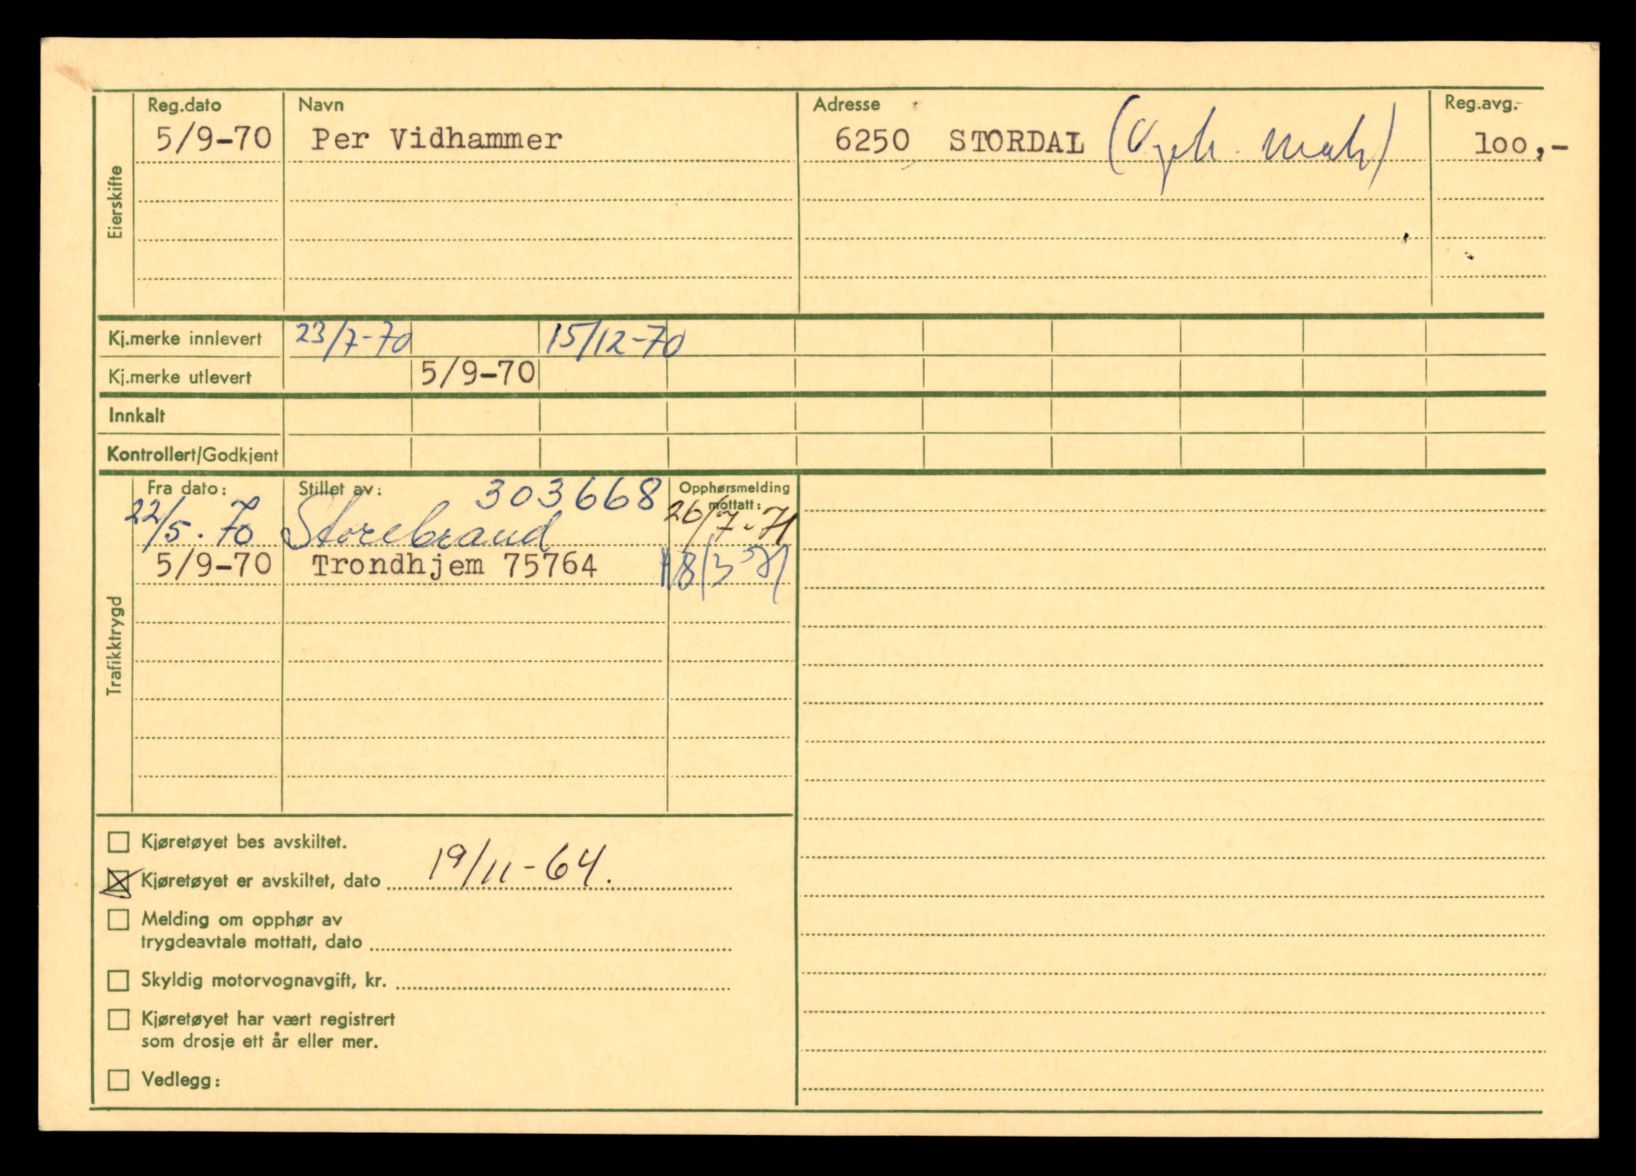 Reg.dato Navn Adresse Reg.avg.
5/9-70 Per Vidhammer 6250 STORDAL 100,-
Eierskifte
Kj.merke innlevert 23/7-70 15/12-70
Kj.merke utlevert 5/9-70
Innkalt
Kontrollert/Godkjent
Fra dato: Stillet av: 303668 Opphørsmelding mottatt:
22/5.70 Storebrand 26/7-71
5/9-70 Trondhjem 75764
Trafikktrygd
Kjøretøyet bes avskiltet.
Kjøretøyet er avskiltet, dato 19/11-64.
Melding om opphør av
trygdeavtale mottatt, dato
Skyldig motorvognavgift, kr.
Kjøretøyet har vært registrert
som drosje ett år eller mer.
Vedlegg: